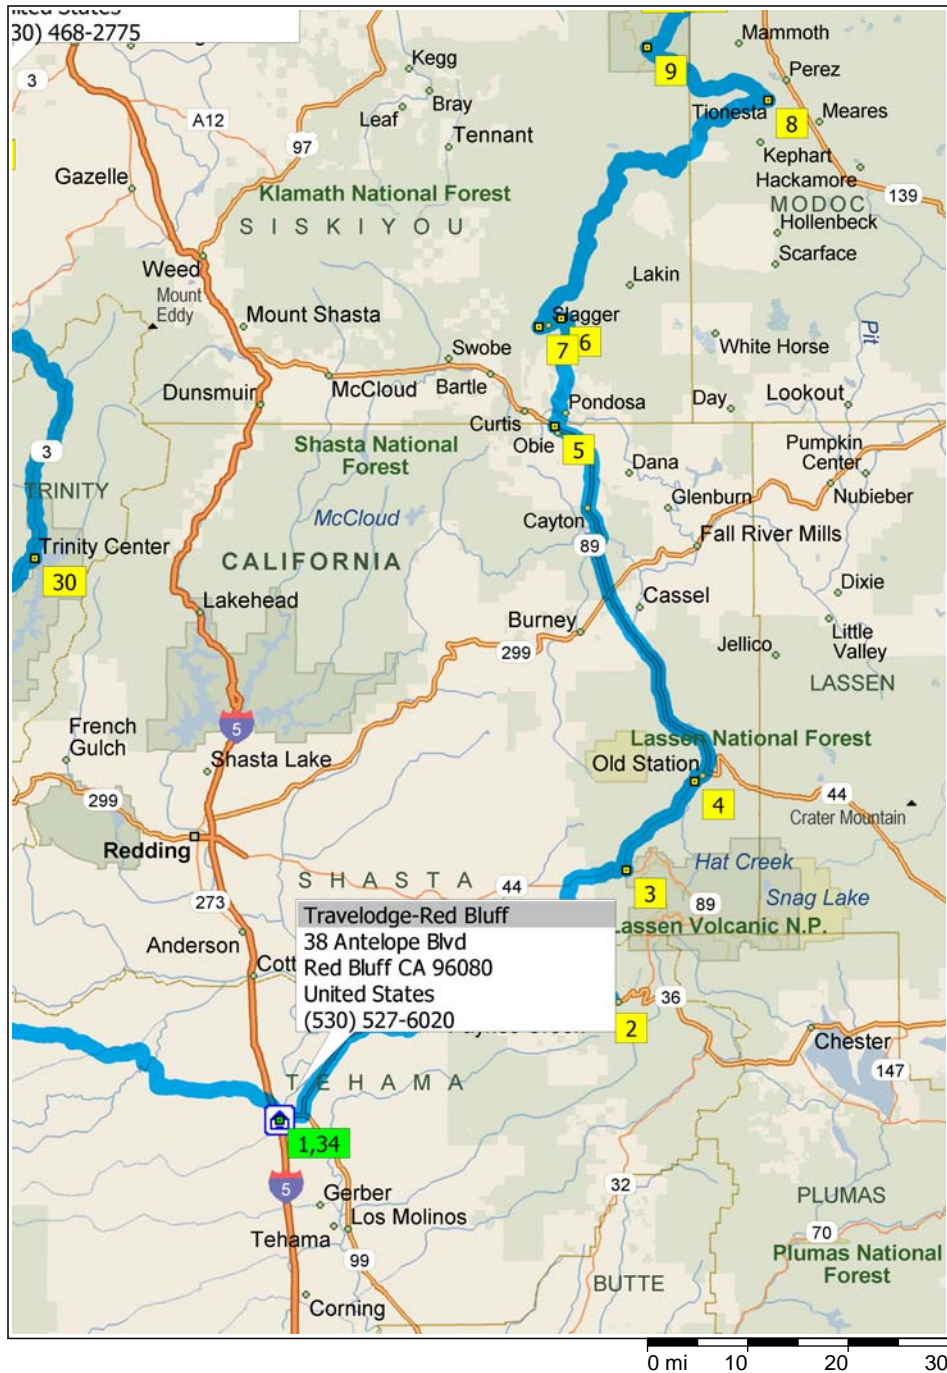 30) 468-2775
Mammoth
Kegg
9
Perez
3
Bray
Tionesta
A12
Leaf
8
Meares
Tennant
97
Kephart
Gazelle
Hackamore
Klamath National Forest
139
MODOC
SISKIYOU
Hollenbeck
Scarface
Weed
Lakin
Mount
Eddy
Mount Shasta
Slagger
Pit
7
6
White Horse
Swobe
McCloud
Bartle
Dunsmuir
Day
Lookout
Pondosa
Curtis
Obie
5
Shasta National
Forest
Pumpkin
Center
3
Dana
TRINITY
Glenburn
Nubieber
McCloud
Cayton
Fall River Mills
Trinity Center
89
CALIFORNIA
30
Dixie
Lakehead
Cassel
Burney
Little
Valley
Jellico
299
LASSEN
5
French
Gulch
Lassen National Forest
Shasta Lake
Old Station
44
299
4
Crater Mountain
Redding
Hat Creek
SHASTA
44
3
Snag Lake
273
89
Travelodge-Red Bluff
38 Antelope Blvd
Red Bluff CA 96080
United States
(530) 527-6020
Lassen Volcanic N.P.
Anderson
Cott
36
2
Chester
147
TEHAMA
1,34
5
Gerber
32
PLUMAS
Los Molinos
Tehama
70
99
Plumas National
Forest
BUTTE
Corning
0 mi 10 20 30